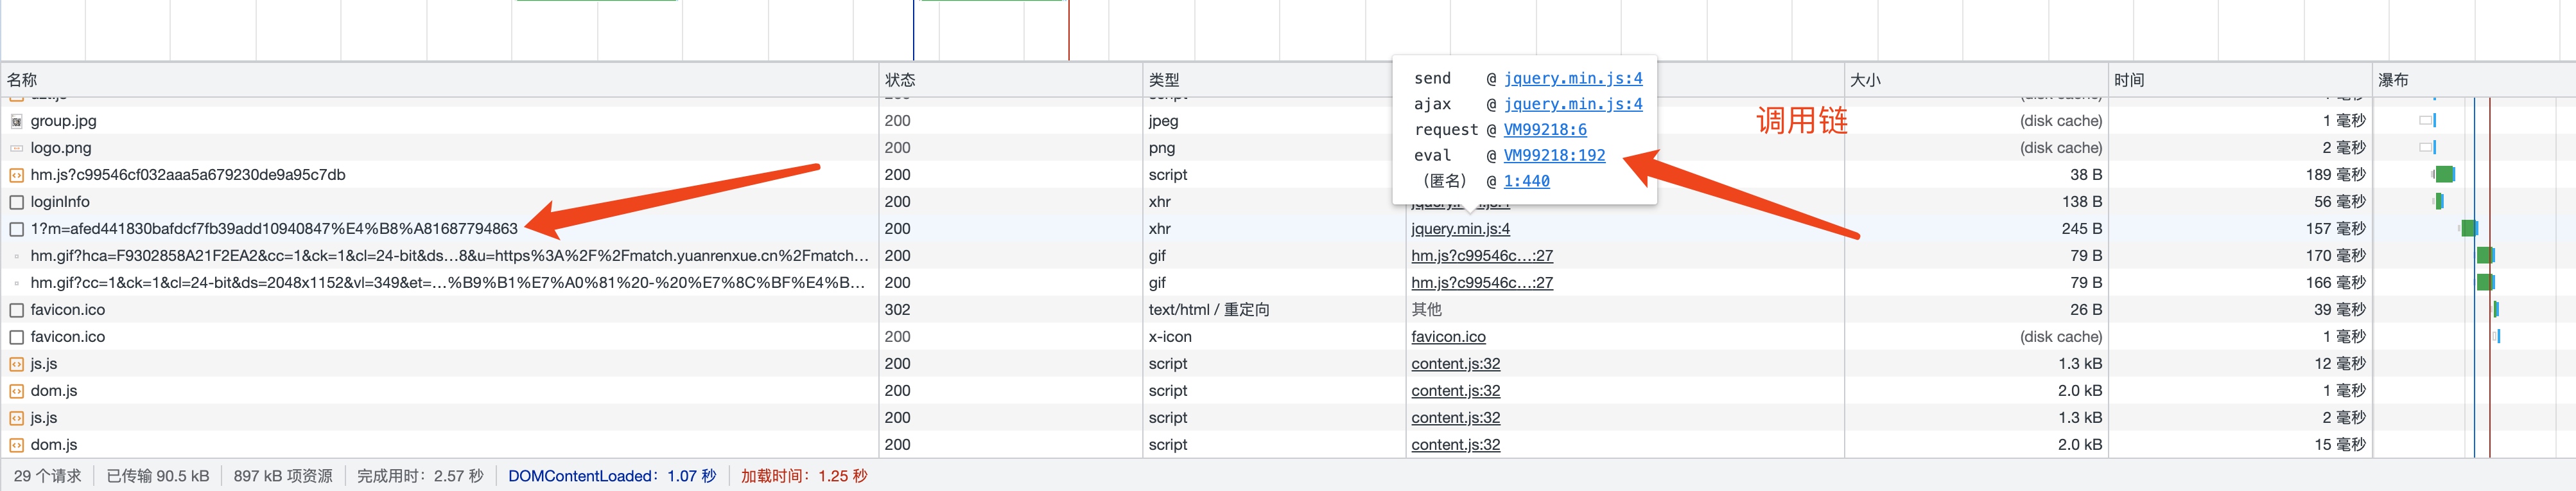 名称 状态 类型 大小 时间 瀑布
send @ jquery.min.js:4
ajax @ jquery.min.js:4
request @ VM99218:6
eval @ VM99218:192
（匿名） @ 1:440
调用链
group.jpg 200 jpeg (disk cache) 1 毫秒
logo.png 200 png (disk cache) 2 毫秒
hm.js?c99546cf032aaa5a679230de9a95c7db 200 script 38 B 189 毫秒
loginInfo 200 xhr 138 B 56 毫秒
1?m=afed441830bafdcf7fb39add10940847%E4%B8%A81687794863 200 xhr jquery.min.js:4 245 B 157 毫秒
hm.gif?hca=F9302858A21F2EA2&cc=1&ck=1&cl=24-bit&ds…8&u=https%3A%2F%2Fmatch.yuanrenxue.cn%2Fmatch… 200 gif hm.js?c99546c…:27 79 B 170 毫秒
hm.gif?cc=1&ck=1&cl=24-bit&ds=2048x1152&vl=349&et=…%B9%B1%E7%A0%81%20-%20%E7%8C%BF%E4%B… 200 gif hm.js?c99546c…:27 79 B 166 毫秒
favicon.ico 302 text/html / 重定向 其他 26 B 39 毫秒
favicon.ico 200 x-icon favicon.ico (disk cache) 1 毫秒
js.js 200 script content.js:32 1.3 kB 12 毫秒
dom.js 200 script content.js:32 2.0 kB 1 毫秒
js.js 200 script content.js:32 1.3 kB 2 毫秒
dom.js 200 script content.js:32 2.0 kB 15 毫秒
29 个请求 已传输 90.5 kB 897 kB 项资源 完成用时：2.57 秒 DOMContentLoaded：1.07 秒 加载时间：1.25 秒